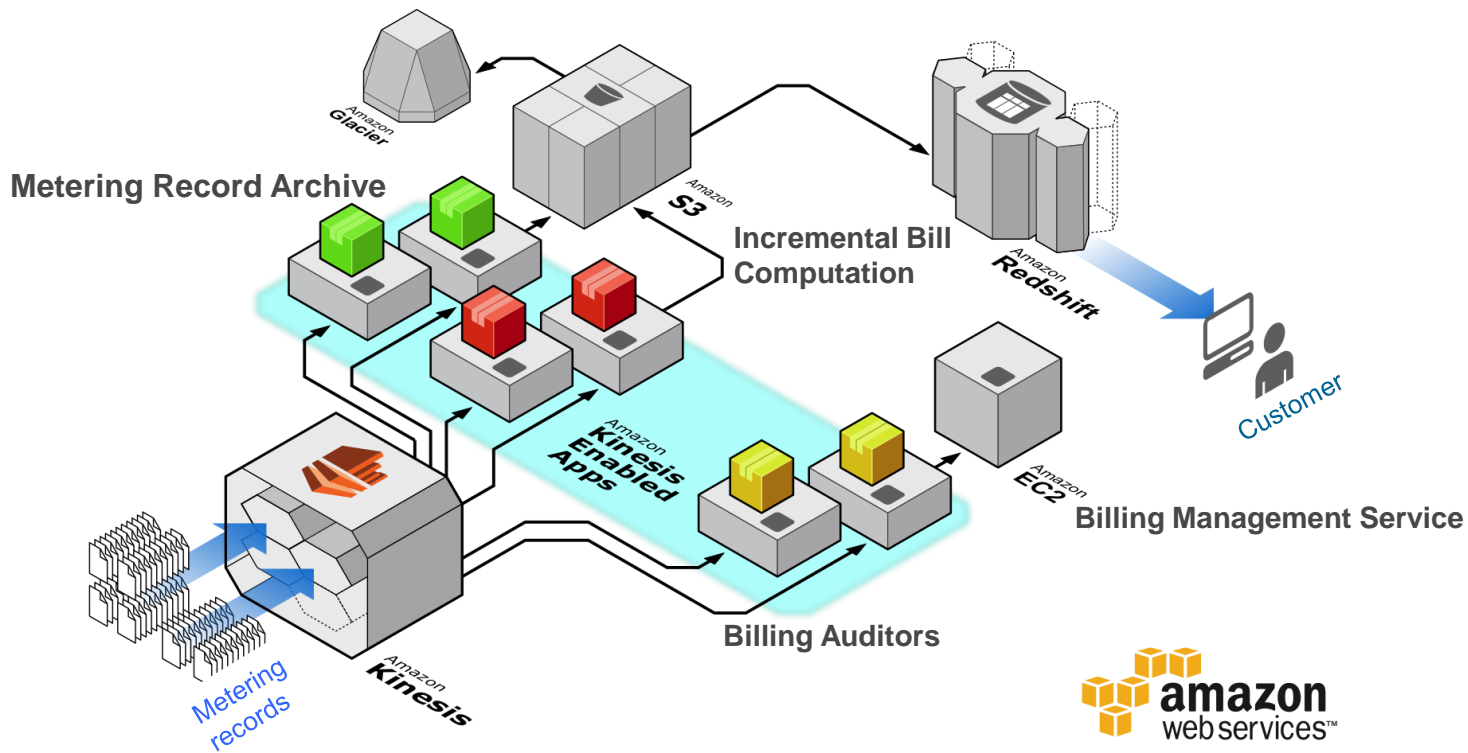 Amazon
Glacier
Metering Record Archive
Amazon
S3
Incremental Bill
Computation
Amazon
Redshift
Customer
Amazon
Kinesis
Enabled
Apps
Amazon
EC2
Billing Management Service
Billing Auditors
Amazon
Kinesis
Metering
records
amazon
web services™